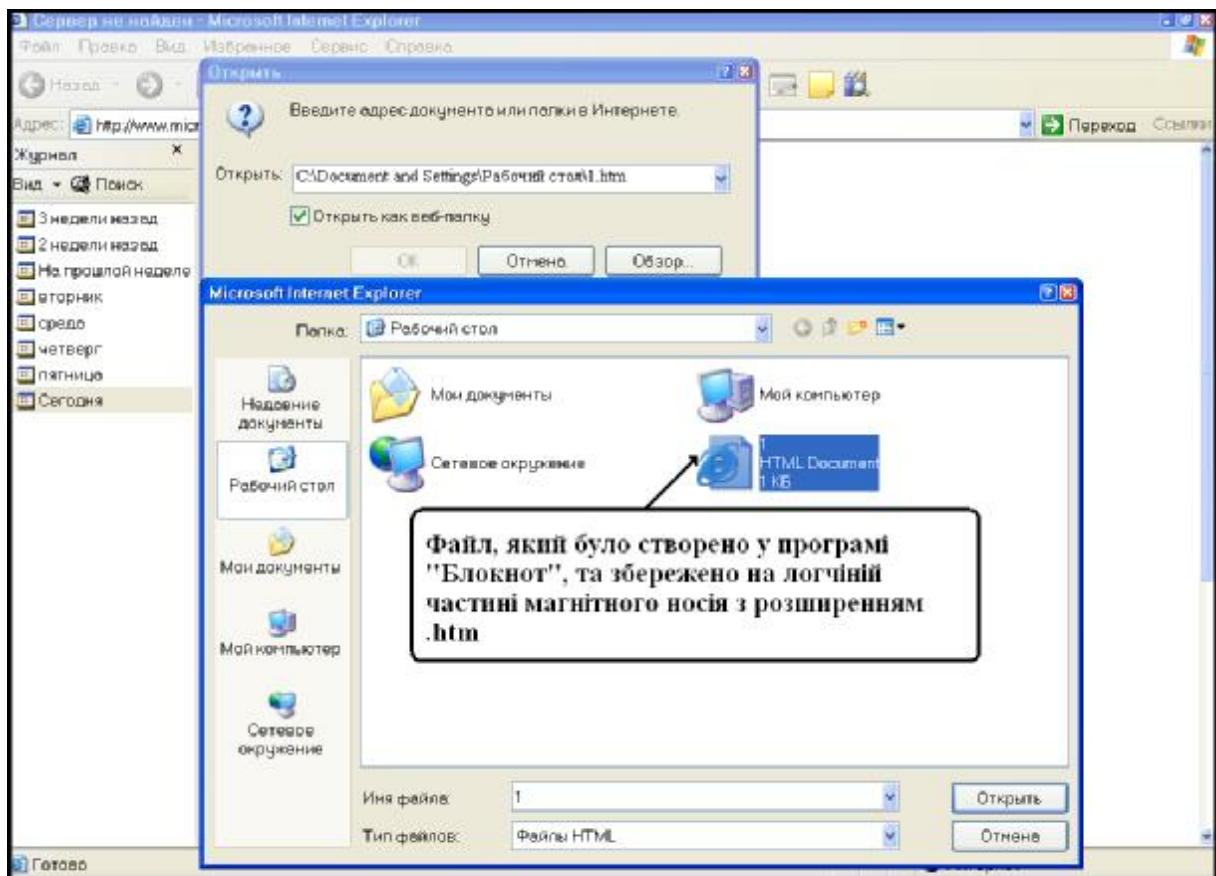 Сервер не найден - Microsoft Internet Explorer
Файл Правка Вид Избранное Сервис Справка
Назад
Адрес: http://www.micr
Переход Ссылки
Журнал
Вид Поиск
3 недели назад
2 недели назад
На прошлой неделе
вторник
среда
четверг
пятница
Сегодня
Открыть
Введите адрес документа или папки в Интернете.
Открыть: C:\Document and Settings\Рабочий стол\1.htm
Открыть как веб-папку
ОК Отмена Обзор...
Microsoft Internet Explorer
Папка: Рабочий стол
Недавние
документы
Рабочий стол
Мои документы
Мой компьютер
Сетевое
окружение
Мои документы
Мой компьютер
Сетевое окружение
1
HTML Document
1 КБ
Файл, який було створено у програмі
"Блокнот", та збережено на логчіній
частині магнітного носія з розширенням
.htm
Имя файла: 1 Открыть
Тип файлов: Файлы HTML Отмена
Готово